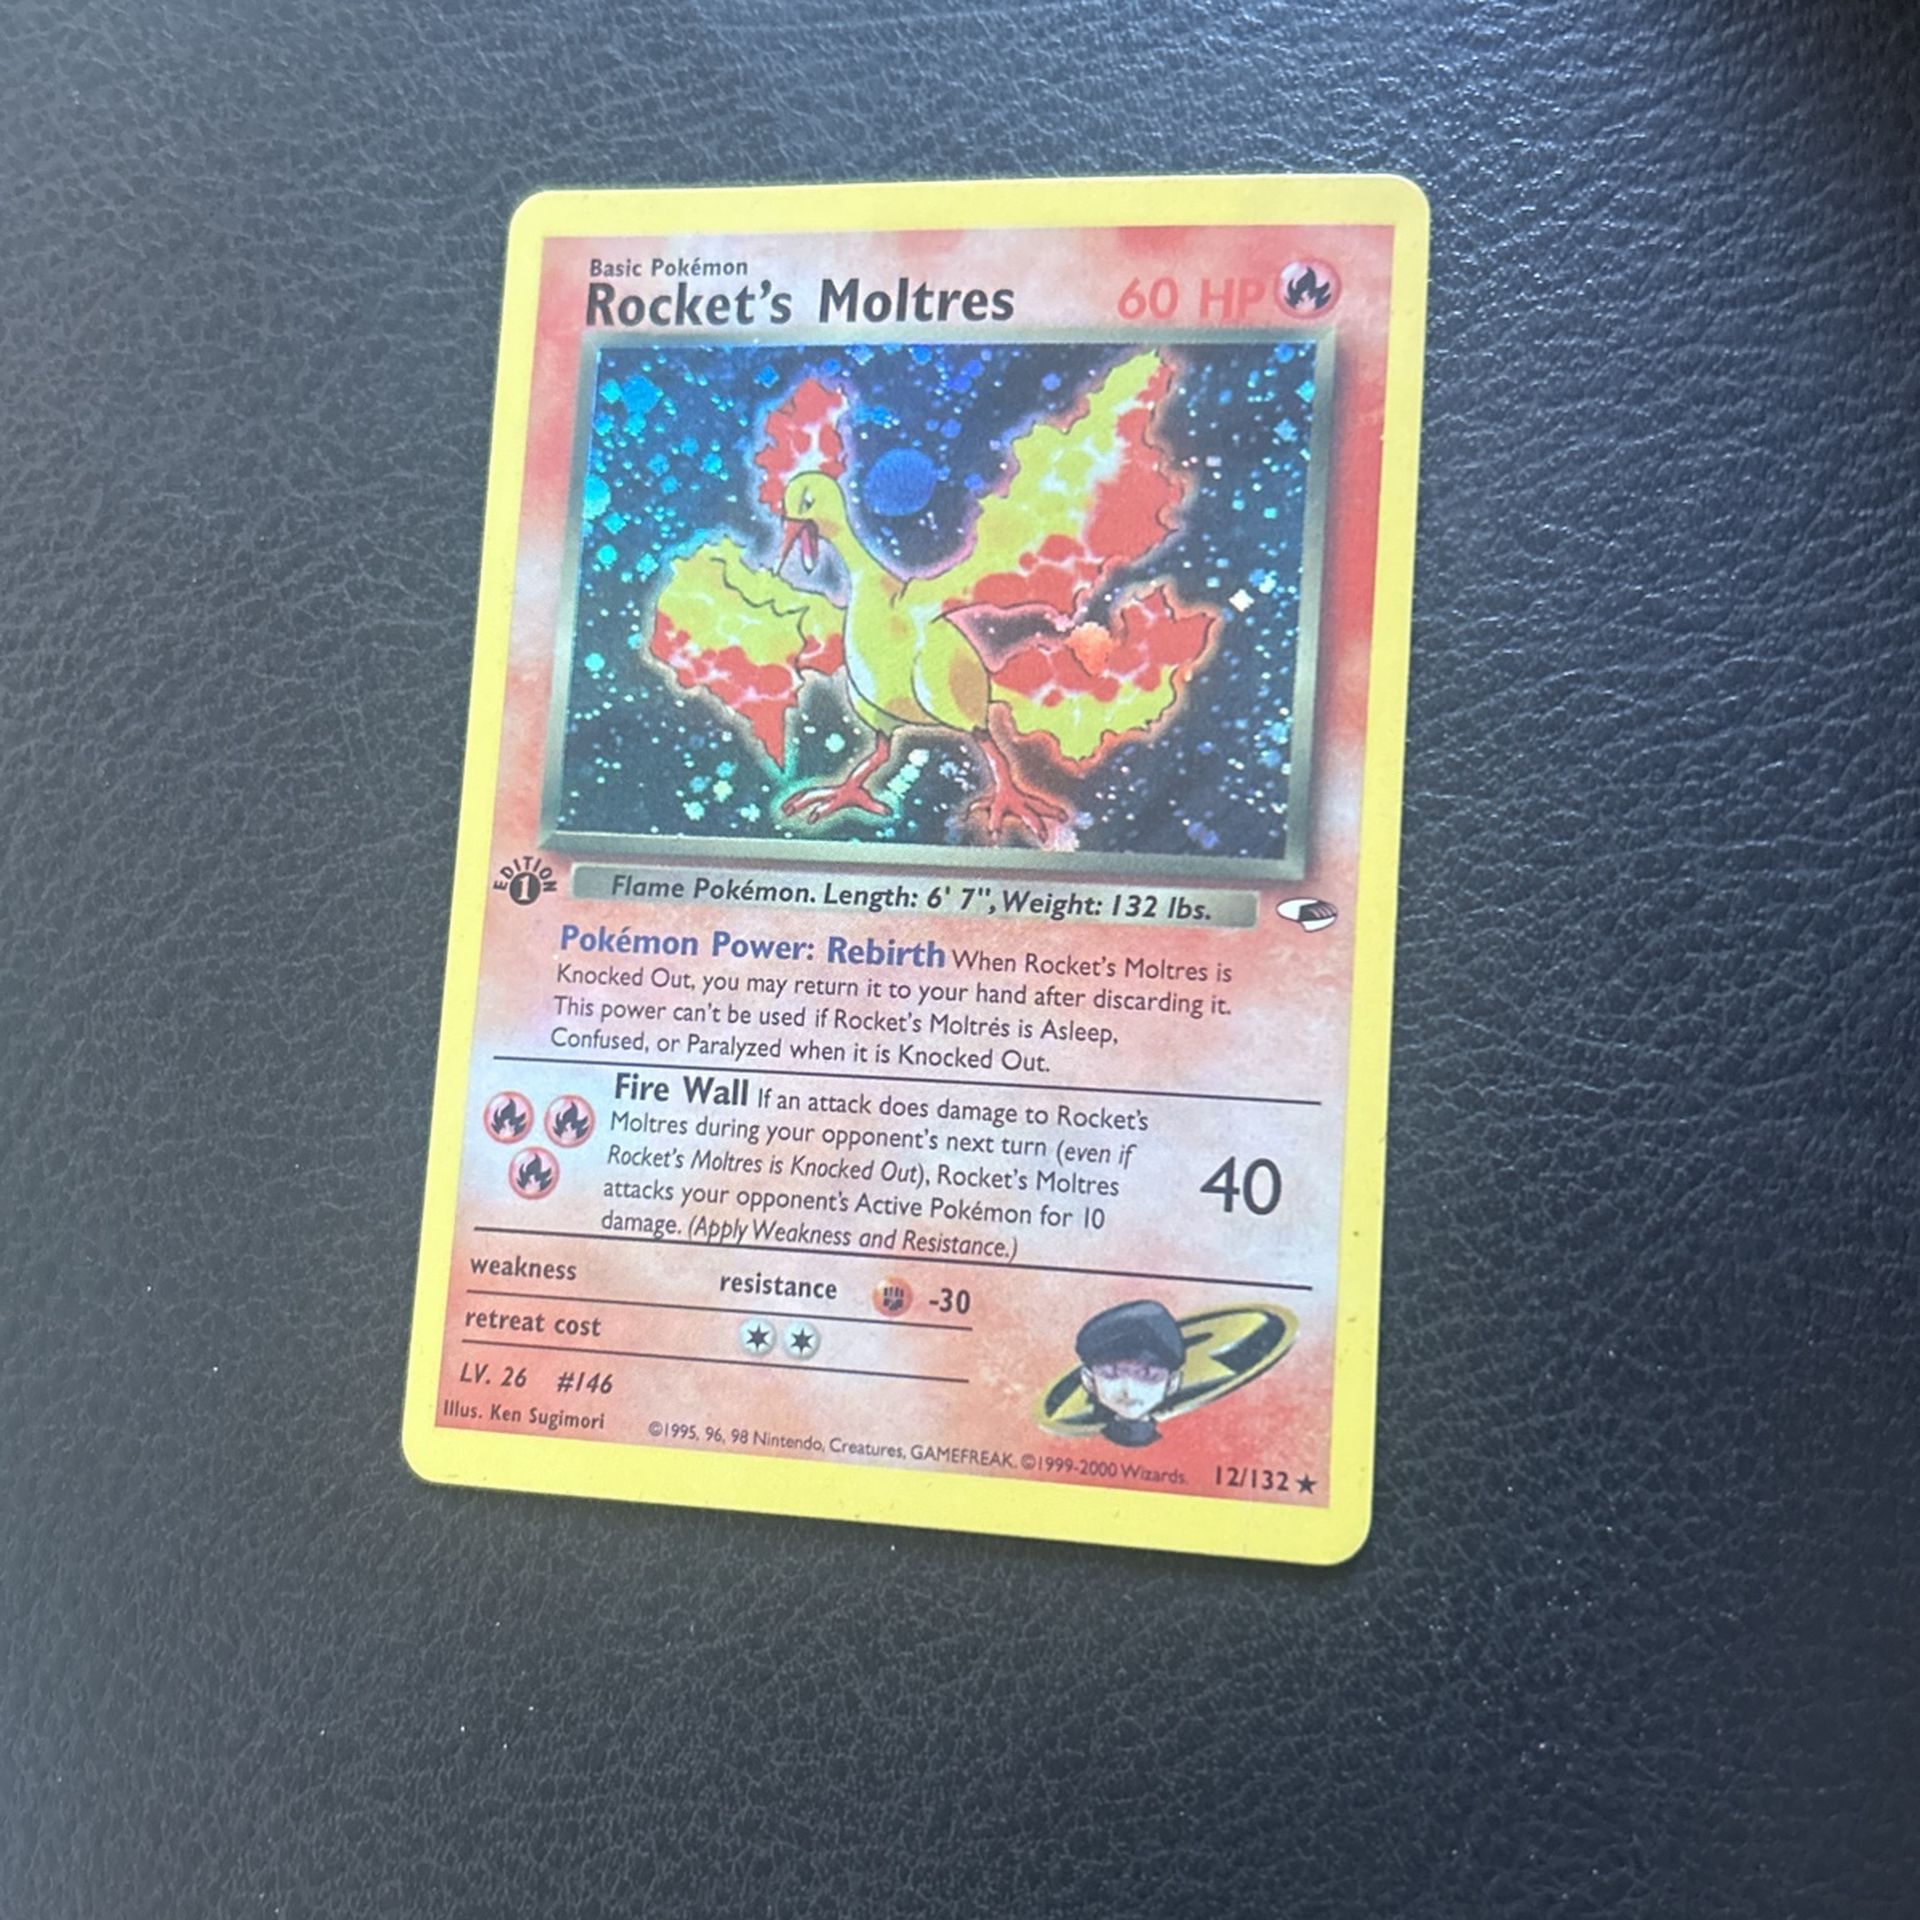 Basic Pokémon
Rocket's Moltres 60 HP
EDITION 1
Flame Pokémon. Length: 6' 7", Weight: 132 lbs.
Pokémon Power: Rebirth When Rocket's Moltres is
Knocked Out, you may return it to your hand after discarding it.
This power can't be used if Rocket's Moltres is Asleep,
Confused, or Paralyzed when it is Knocked Out.
Fire Wall If an attack does damage to Rocket's
Moltres during your opponent's next turn (even if
Rocket's Moltres is Knocked Out), Rocket's Moltres
attacks your opponent's Active Pokémon for 10
damage. (Apply Weakness and Resistance.)
40
weakness resistance -30
retreat cost
LV. 26 #146
Illus. Ken Sugimori ©1995, 96, 98 Nintendo, Creatures, GAMEFREAK. ©1999-2000 Wizards. 12/132 ★